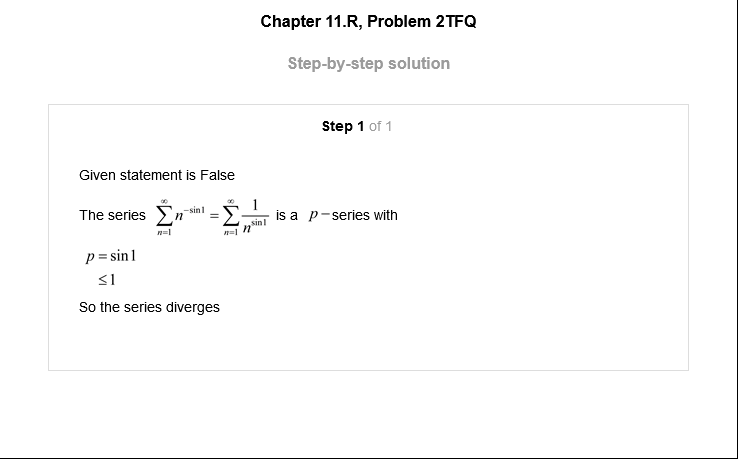 Chapter 11.R, Problem 2TFQ
Step-by-step solution
Step 1 of 1
Given statement is False
The series $\sum_{n=1}^{\infty} n^{-\sin 1} = \sum_{n=1}^{\infty} \frac{1}{n^{\sin 1}}$ is a p−series with
p = sin 1
≤ 1
So the series diverges